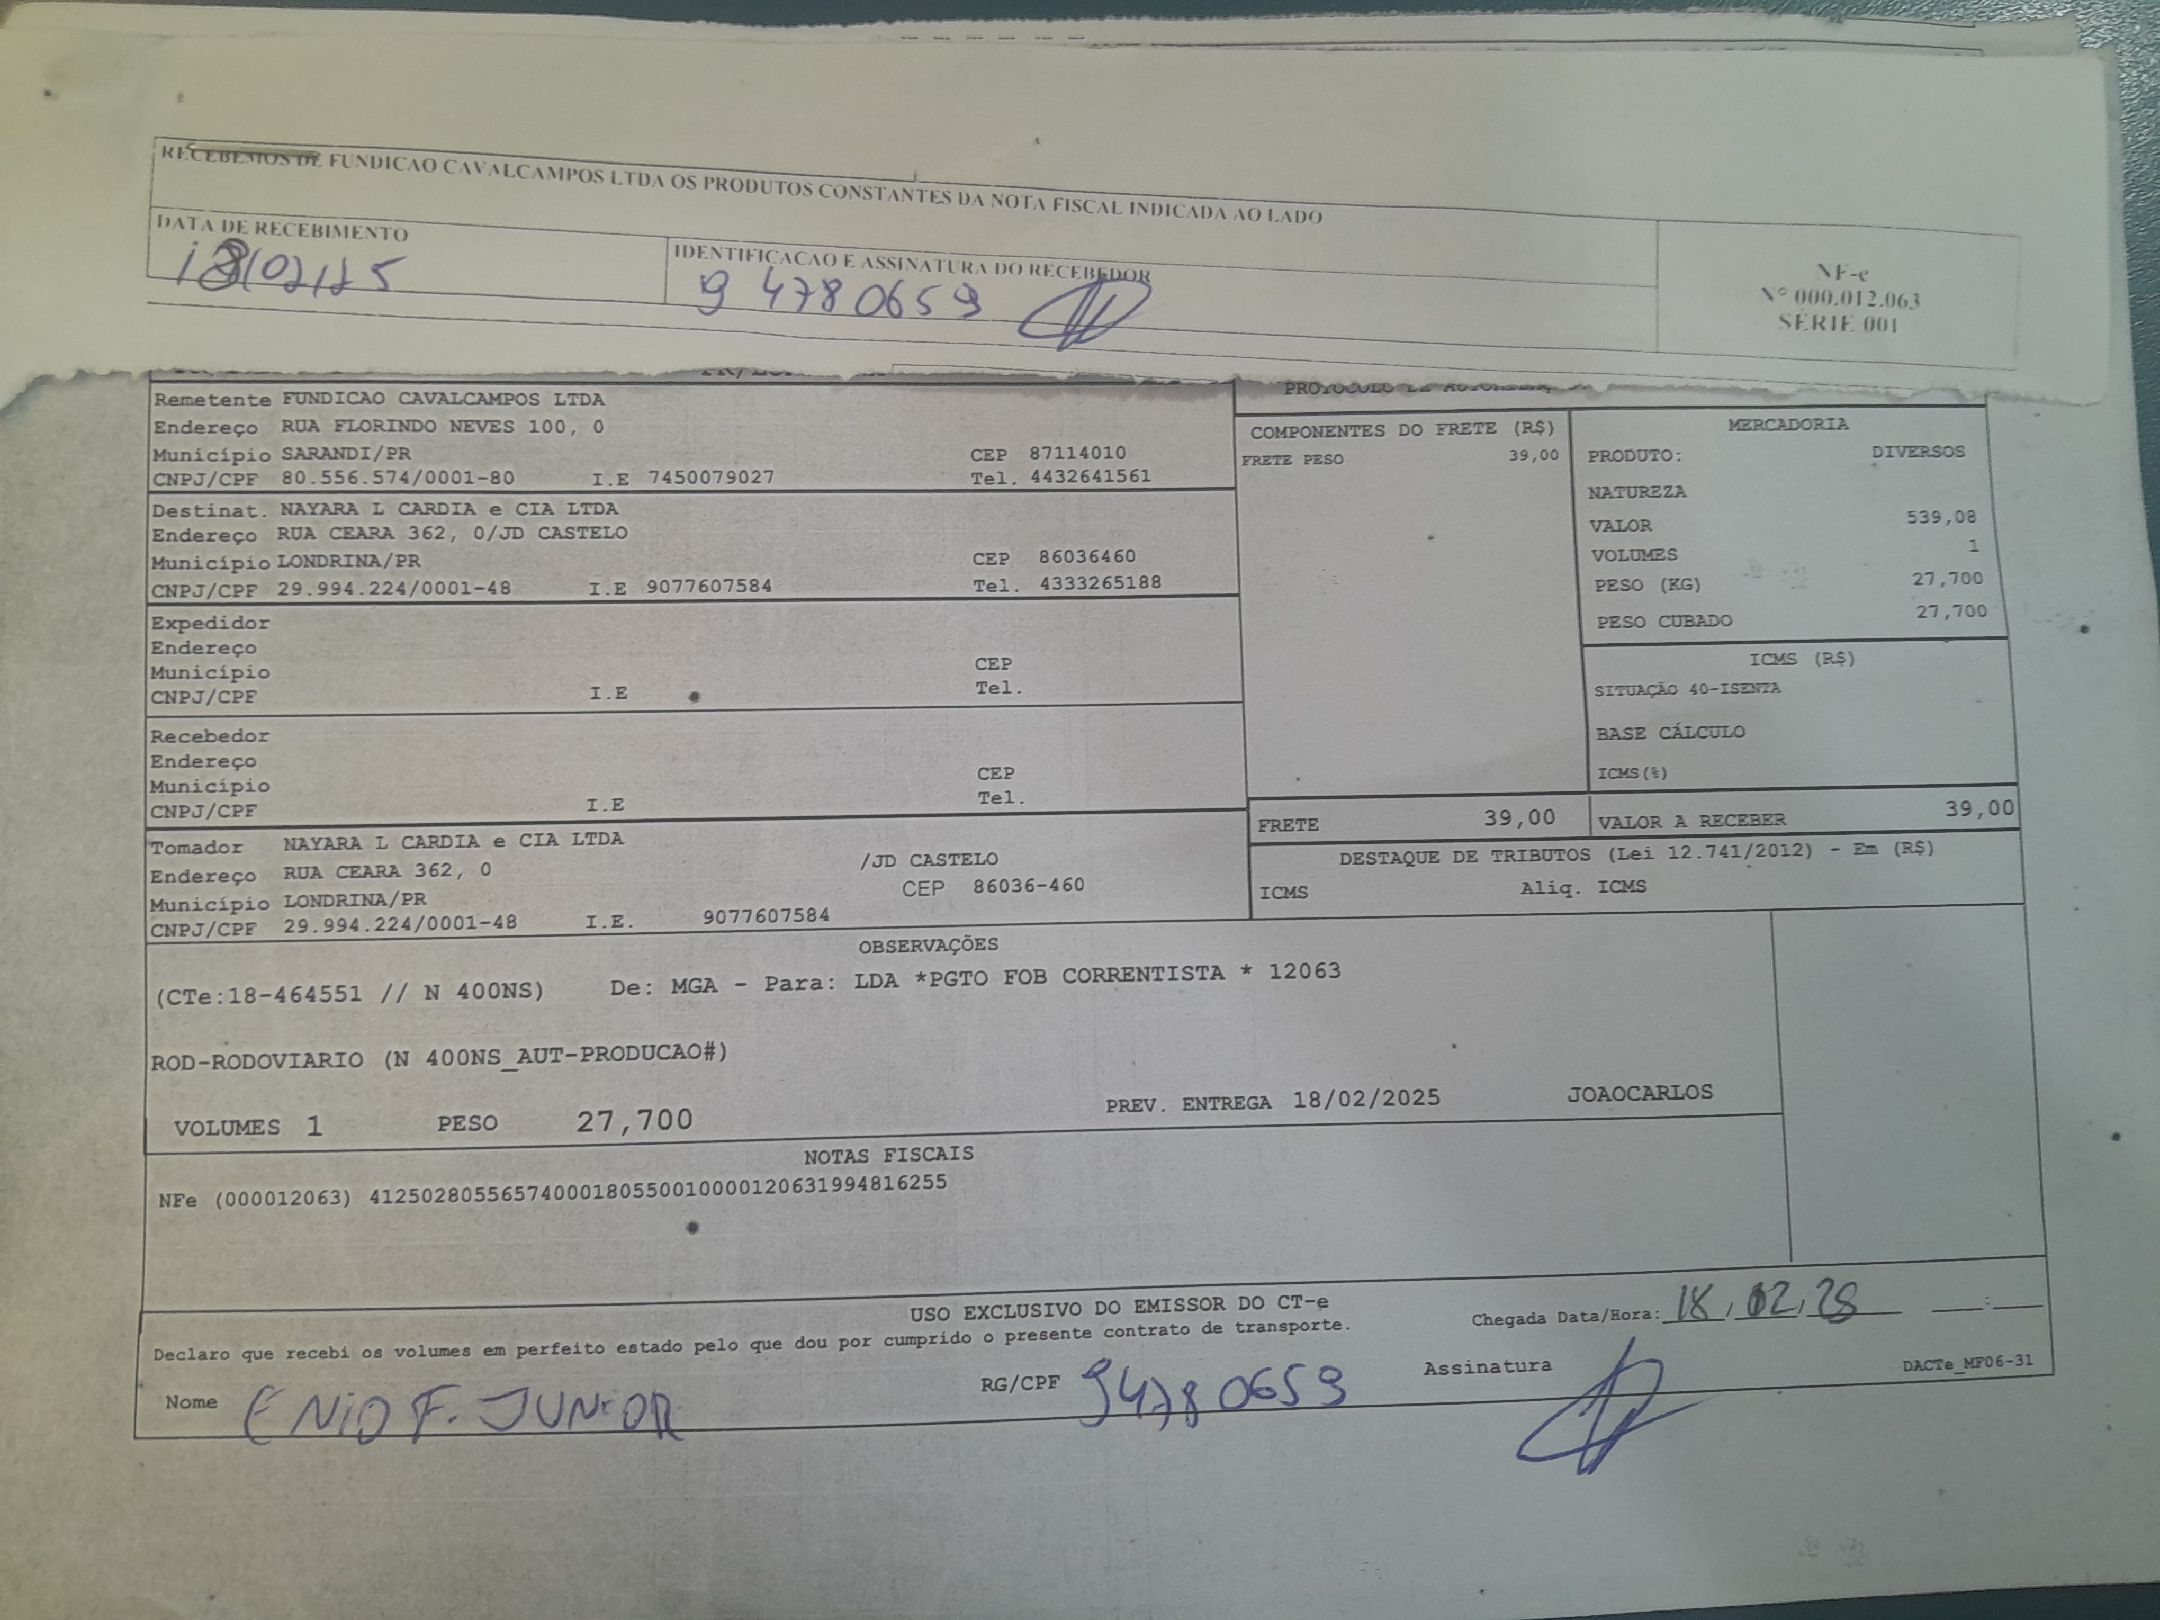 RECEBEMOS DE FUNDICAO CAVALCAMPOS LTDA OS PRODUTOS CONSTANTES DA NOTA FISCAL INDICADA AO LADO
DATA DE RECEBIMENTO
18/02/25
IDENTIFICACAO E ASSINATURA DO RECEBEDOR
9 4780659
NF-e
Nº 000.012.063
SÉRIE 001
Remetente FUNDICAO CAVALCAMPOS LTDA
Endereço RUA FLORINDO NEVES 100, 0
Município SARANDI/PR CEP 87114010
CNPJ/CPF 80.556.574/0001-80 I.E 7450079027 Tel. 4432641561
Destinat. NAYARA L CARDIA e CIA LTDA
Endereço RUA CEARA 362, 0/JD CASTELO
Município LONDRINA/PR CEP 86036460
CNPJ/CPF 29.994.224/0001-48 I.E 9077607584 Tel. 4333265188
Expedidor
Endereço
Município CEP
CNPJ/CPF I.E Tel.
Recebedor
Endereço
Município CEP
CNPJ/CPF I.E Tel.
Tomador NAYARA L CARDIA e CIA LTDA
Endereço RUA CEARA 362, 0 /JD CASTELO
Município LONDRINA/PR CEP 86036-460
CNPJ/CPF 29.994.224/0001-48 I.E. 9077607584
COMPONENTES DO FRETE (R$)
FRETE PESO 39,00
MERCADORIA
PRODUTO: DIVERSOS
NATUREZA
VALOR 539,08
VOLUMES 1
PESO (KG) 27,700
PESO CUBADO 27,700
ICMS (R$)
SITUAÇÃO 40-ISENTA
BASE CÁLCULO
ICMS(%)
FRETE 39,00 VALOR A RECEBER 39,00
DESTAQUE DE TRIBUTOS (Lei 12.741/2012) - Em (R$)
ICMS Aliq. ICMS
OBSERVAÇÕES
(CTe:18-464551 // N 400NS) De: MGA - Para: LDA *PGTO FOB CORRENTISTA * 12063
ROD-RODOVIARIO (N 400NS_AUT-PRODUCAO#)
VOLUMES 1 PESO 27,700 PREV. ENTREGA 18/02/2025 JOAOCARLOS
NOTAS FISCAIS
NFe (000012063) 41250280556574000180550010000120631994816255
USO EXCLUSIVO DO EMISSOR DO CT-e
Chegada Data/Hora: 18/02/25 __:__
Declaro que recebi os volumes em perfeito estado pelo que dou por cumprido o presente contrato de transporte.
Nome ENIO F. JUNIOR RG/CPF 94780659 Assinatura
DACTe_MF06-31